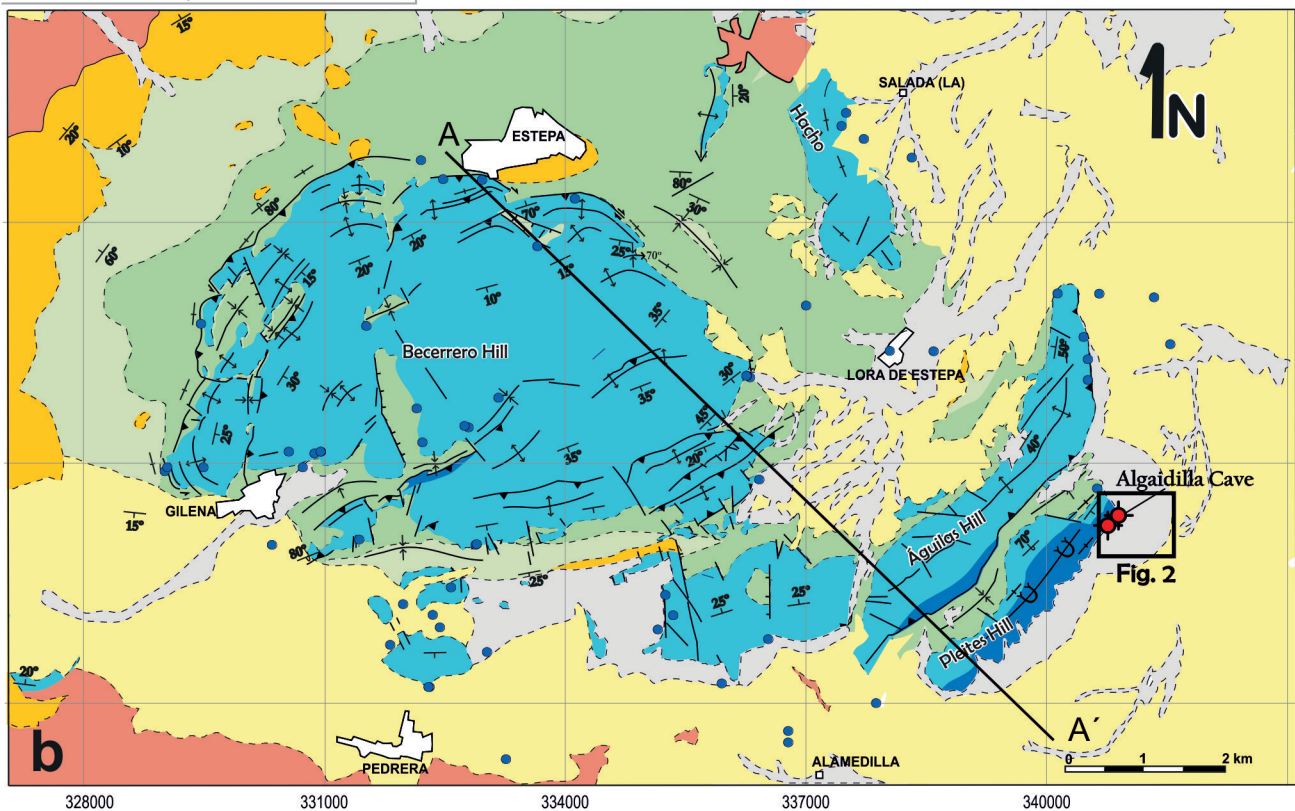 15°
20°
10°
60°
80°
A
ESTEPA
20°
Hacho
SALADA (LA)
1N
80°
30°
70°
20°
25°
70°
15°
20°
15°
10°
35°
Becerrero Hill
30°
30°
35°
LORA DE ESTEPA
50°
45°
25°
35°
20°
40°
GILENA
15°
80°
25°
25°
25°
Águilas Hill
70°
Algaidilla Cave
Fig. 2
Pleites Hill
20°
A´
b
PEDRERA
ALAMEDILLA
0 1 2 km
328000 331000 334000 337000 340000